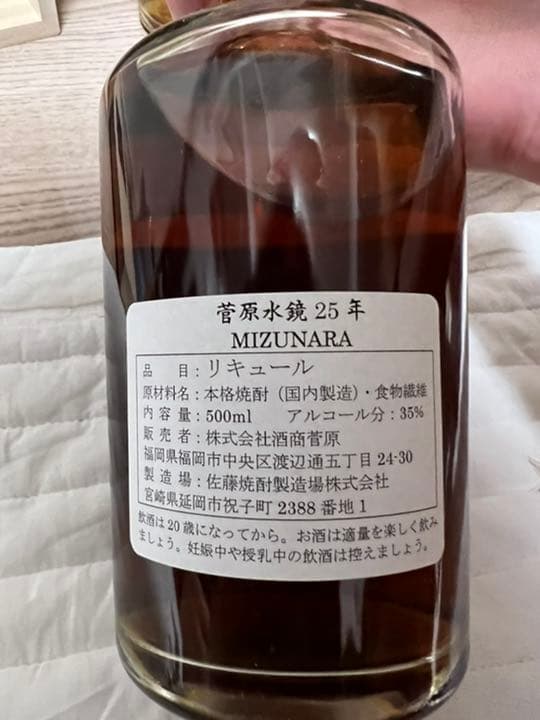 菅原水鏡25年
MIZUNARA
品　　目：リキュール
原材料名：本格焼酎（国内製造）・食物繊維
内 容 量：500ml　　アルコール分：35%
販 売 者：株式会社酒商菅原
福岡県福岡市中央区渡辺通五丁目 24-30
製 造 場：佐藤焼酎製造場株式会社
宮崎県延岡市祝子町 2388 番地 1
飲酒は20歳になってから。お酒は適量を楽しく飲み
ましょう。妊娠中や授乳中の飲酒は控えましょう。